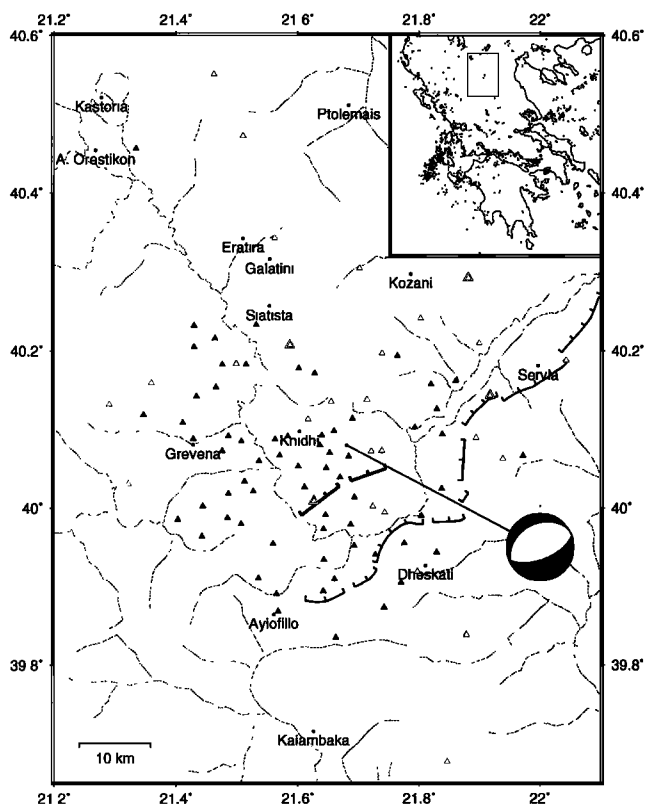 21.2° 21.4° 21.6° 21.8° 22°
40.6° 40.6°
Kastoria
Ptolemais
A. Orestikon
40.4° 40.4°
Eratira
Galatini
Kozani
Siatista
40.2° 40.2°
Servia
Knidhi
Grevena
40° 40°
Dheskati
Ayiofillo
39.8° 39.8°
Kalambaka
10 km
21.2° 21.4° 21.6° 21.8° 22°